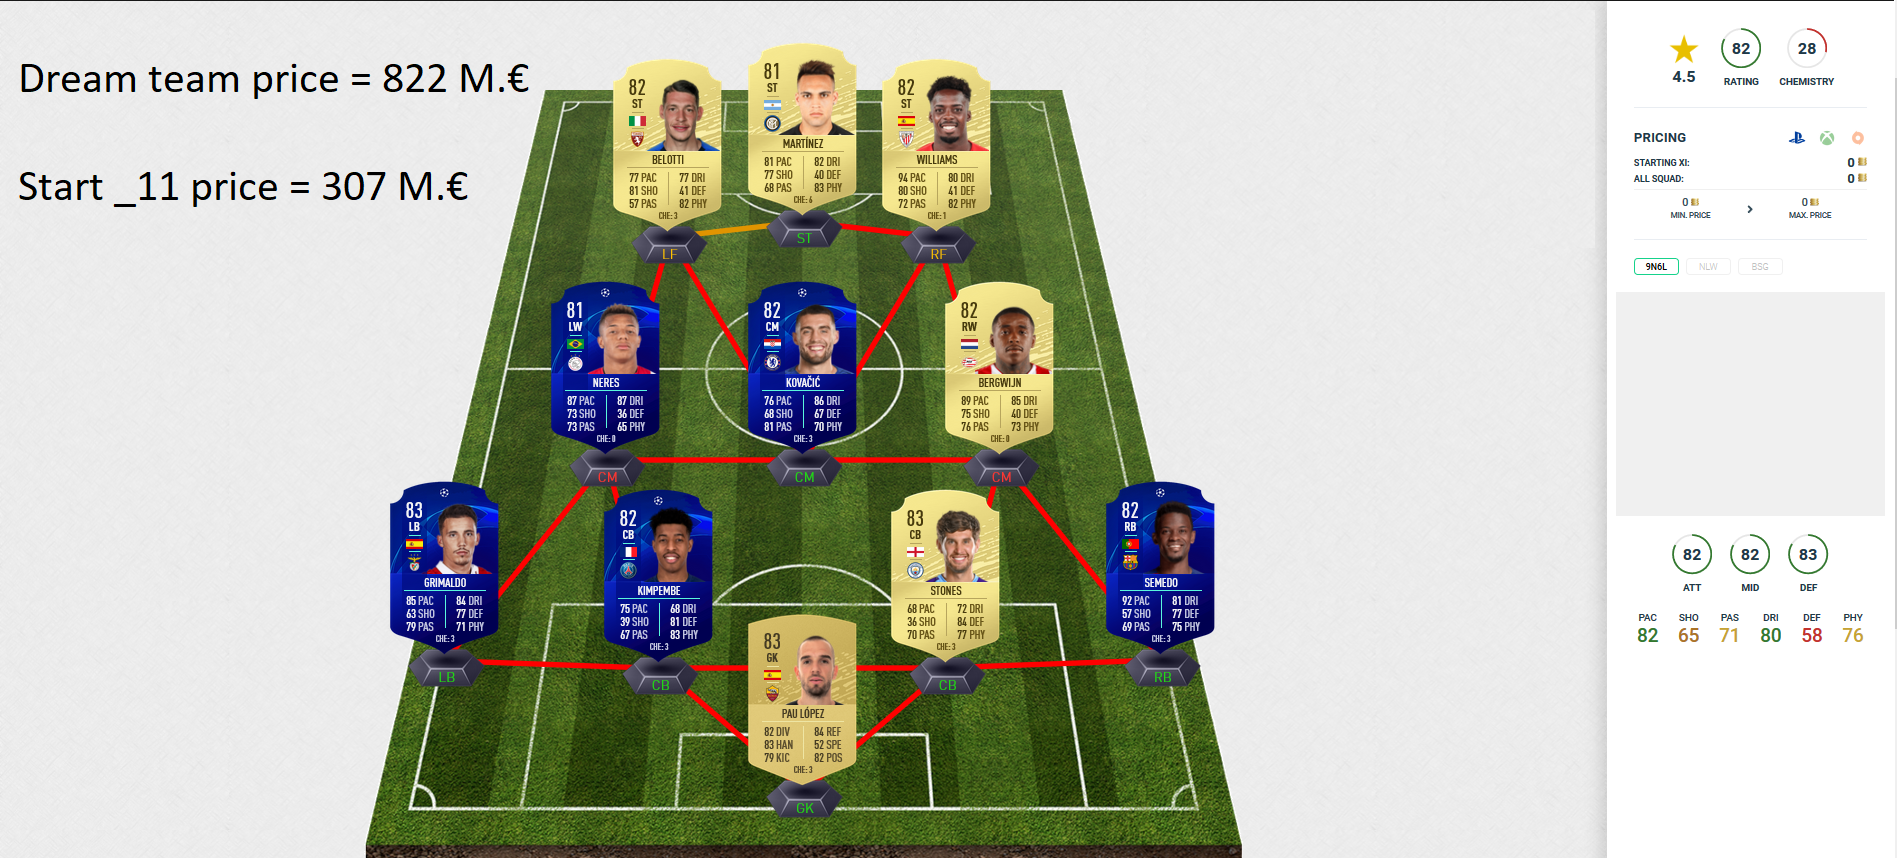 Dream team price = 822 M.€
Start _11 price = 307 M.€
82
ST
BELOTTI
77 PAC 77 DRI
81 SHO 41 DEF
57 PAS 82 PHY
CHE: 3
LF
81
ST
MARTÍNEZ
81 PAC 82 DRI
77 SHO 40 DEF
68 PAS 83 PHY
CHE: 6
ST
82
ST
WILLIAMS
94 PAC 80 DRI
80 SHO 41 DEF
72 PAS 82 PHY
CHE: 1
RF
81
LW
NERES
87 PAC 87 DRI
73 SHO 36 DEF
73 PAS 65 PHY
CHE: 0
CM
82
CM
KOVAČIĆ
76 PAC 86 DRI
68 SHO 67 DEF
81 PAS 70 PHY
CHE: 3
CM
82
RW
BERGWIJN
89 PAC 85 DRI
75 SHO 40 DEF
76 PAS 73 PHY
CHE: 0
CM
83
LB
GRIMALDO
85 PAC 84 DRI
63 SHO 77 DEF
79 PAS 71 PHY
CHE: 3
LB
82
CB
KIMPEMBE
75 PAC 68 DRI
39 SHO 81 DEF
67 PAS 83 PHY
CHE: 3
CB
83
CB
STONES
68 PAC 72 DRI
36 SHO 84 DEF
70 PAS 77 PHY
CHE: 3
CB
82
RB
SEMEDO
92 PAC 81 DRI
57 SHO 77 DEF
69 PAS 75 PHY
CHE: 3
RB
83
GK
PAU LÓPEZ
82 DIV 84 REF
83 HAN 52 SPE
79 KIC 82 POS
CHE: 3
GK
4.5
82
RATING
28
CHEMISTRY
PRICING
STARTING XI: 0
ALL SQUAD: 0
0 0
MIN. PRICE > MAX. PRICE
9N6L NLW BSG
82 82 83
ATT MID DEF
PAC SHO PAS DRI DEF PHY
82 65 71 80 58 76